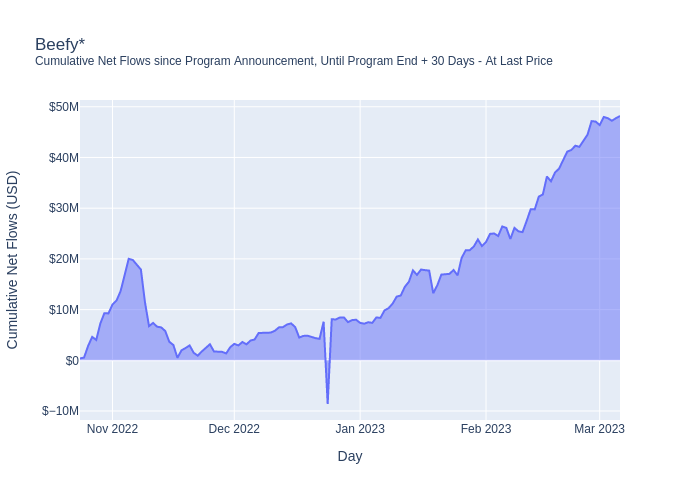 Beefy*
Cumulative Net Flows since Program Announcement, Until Program End + 30 Days - At Last Price
Cumulative Net Flows (USD)
$50M
$40M
$30M
$20M
$10M
$0
$−10M
Nov 2022
Dec 2022
Jan 2023
Feb 2023
Mar 2023
Day